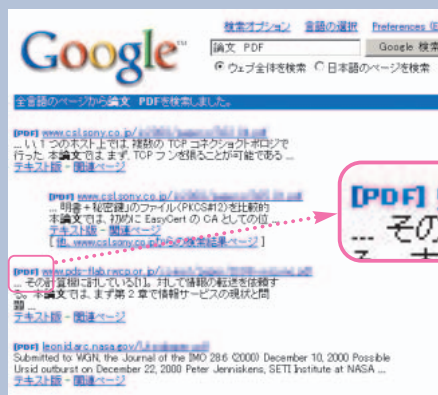 検索オプション 言語の選択 Preferences
Google™
論文 PDF
Google 検索
ウェブ全体を検索 日本語のページを検索
全言語のページから論文 PDFを検索しました。
[PDF] www.cslsony.co.jp/
... い, 1 つのホスト上では, 複数の TCP コネクショントポロジで
行った. 本論文では, まず, TCP フンを張ることが可能である ...
テキスト版 - 関連ページ
[PDF] www.cslsony.co.jp/
... 明書+秘密鍵」のファイル(PKCS#12)を比較的
本論文では, 初めに EasyCert の CA としての位 ...
テキスト版 - 関連ページ
[他, www.cslsony.co.jpからの検索結果ページ]
[PDF]
... その
[PDF] www.pds-flab.rwcp.or.jp/
... その計算機に対している[1]。対して情報の転送を依頼す
る。本論文では、まず第 2 章で情報サービスの現状と問
題 ...
テキスト版 - 関連ページ
[PDF] leonid.arc.nasa.gov/
Submitted to: WGN, the Journal of the IMO 28:6 (2000) December 10, 2000 Possible
Ursid outburst on December 22, 2000 Peter Jenniskens, SETI Institute at NASA ...
テキスト版 - 関連ページ